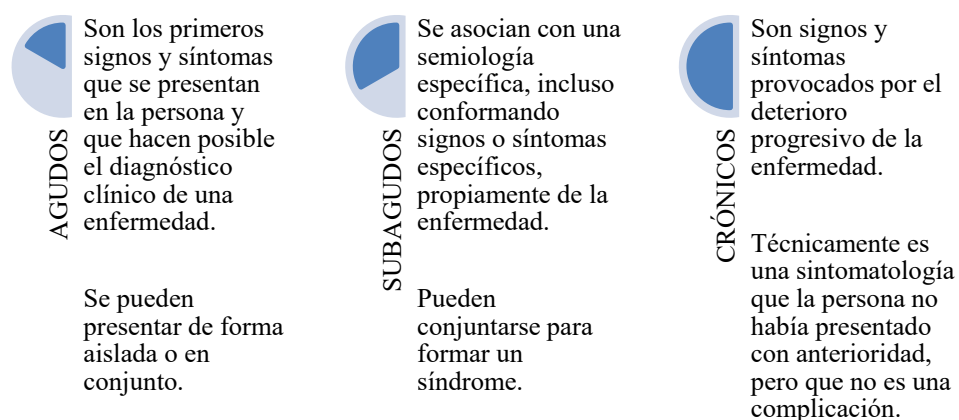 AGUDOS
Son los primeros
signos y síntomas
que se presentan
en la persona y
que hacen posible
el diagnóstico
clínico de una
enfermedad.
Se pueden
presentar de forma
aislada o en
conjunto.
SUBAGUDOS
Se asocian con una
semiología
específica, incluso
conformando
signos o síntomas
específicos,
propiamente de la
enfermedad.
Pueden
conjuntarse para
formar un
síndrome.
CRÓNICOS
Son signos y
síntomas
provocados por el
deterioro
progresivo de la
enfermedad.
Técnicamente es
una sintomatología
que la persona no
había presentado
con anterioridad,
pero que no es una
complicación.